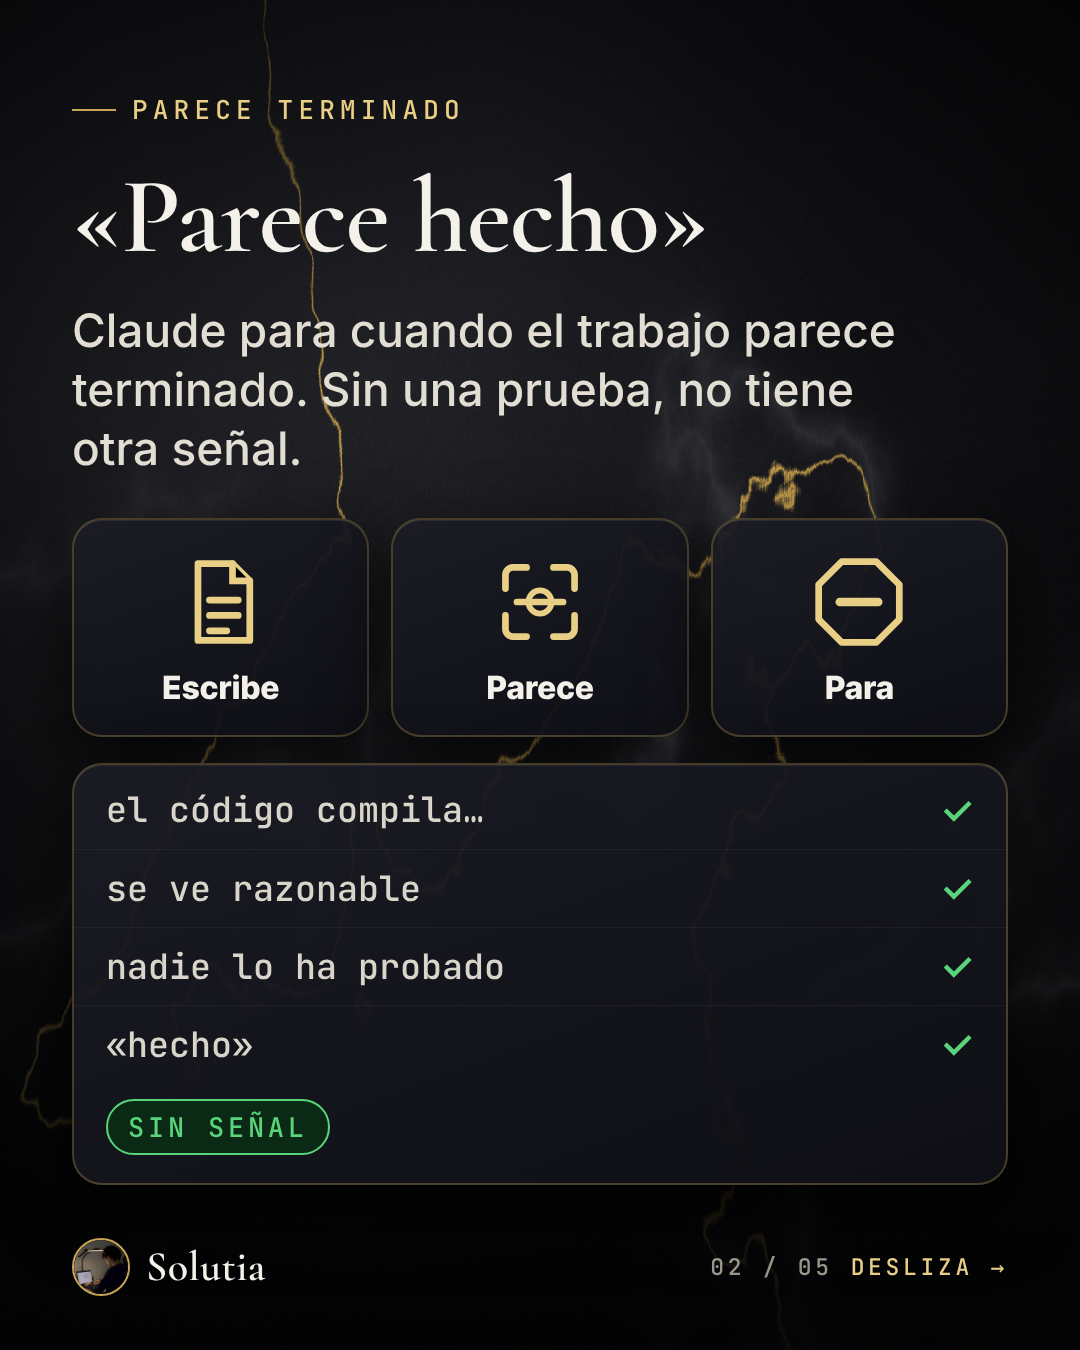 PARECE TERMINADO
«Parece hecho»
Claude para cuando el trabajo parece
terminado. Sin una prueba, no tiene
otra señal.
Escribe
Parece
Para
el código compila…
se ve razonable
nadie lo ha probado
«hecho»
SIN SEÑAL
Solutia
02 / 05 DESLIZA →